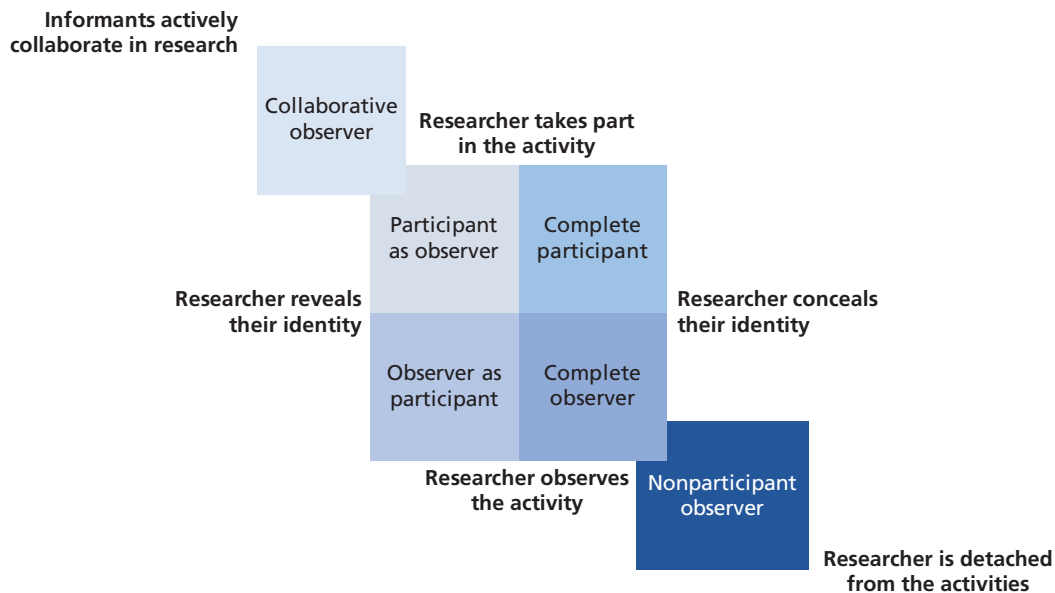 Informants actively
collaborate in research
Collaborative
observer
Researcher takes part
in the activity
Participant
as observer
Complete
participant
Researcher reveals
their identity
Researcher conceals
their identity
Observer as
participant
Complete
observer
Researcher observes
the activity
Nonparticipant
observer
Researcher is detached
from the activities